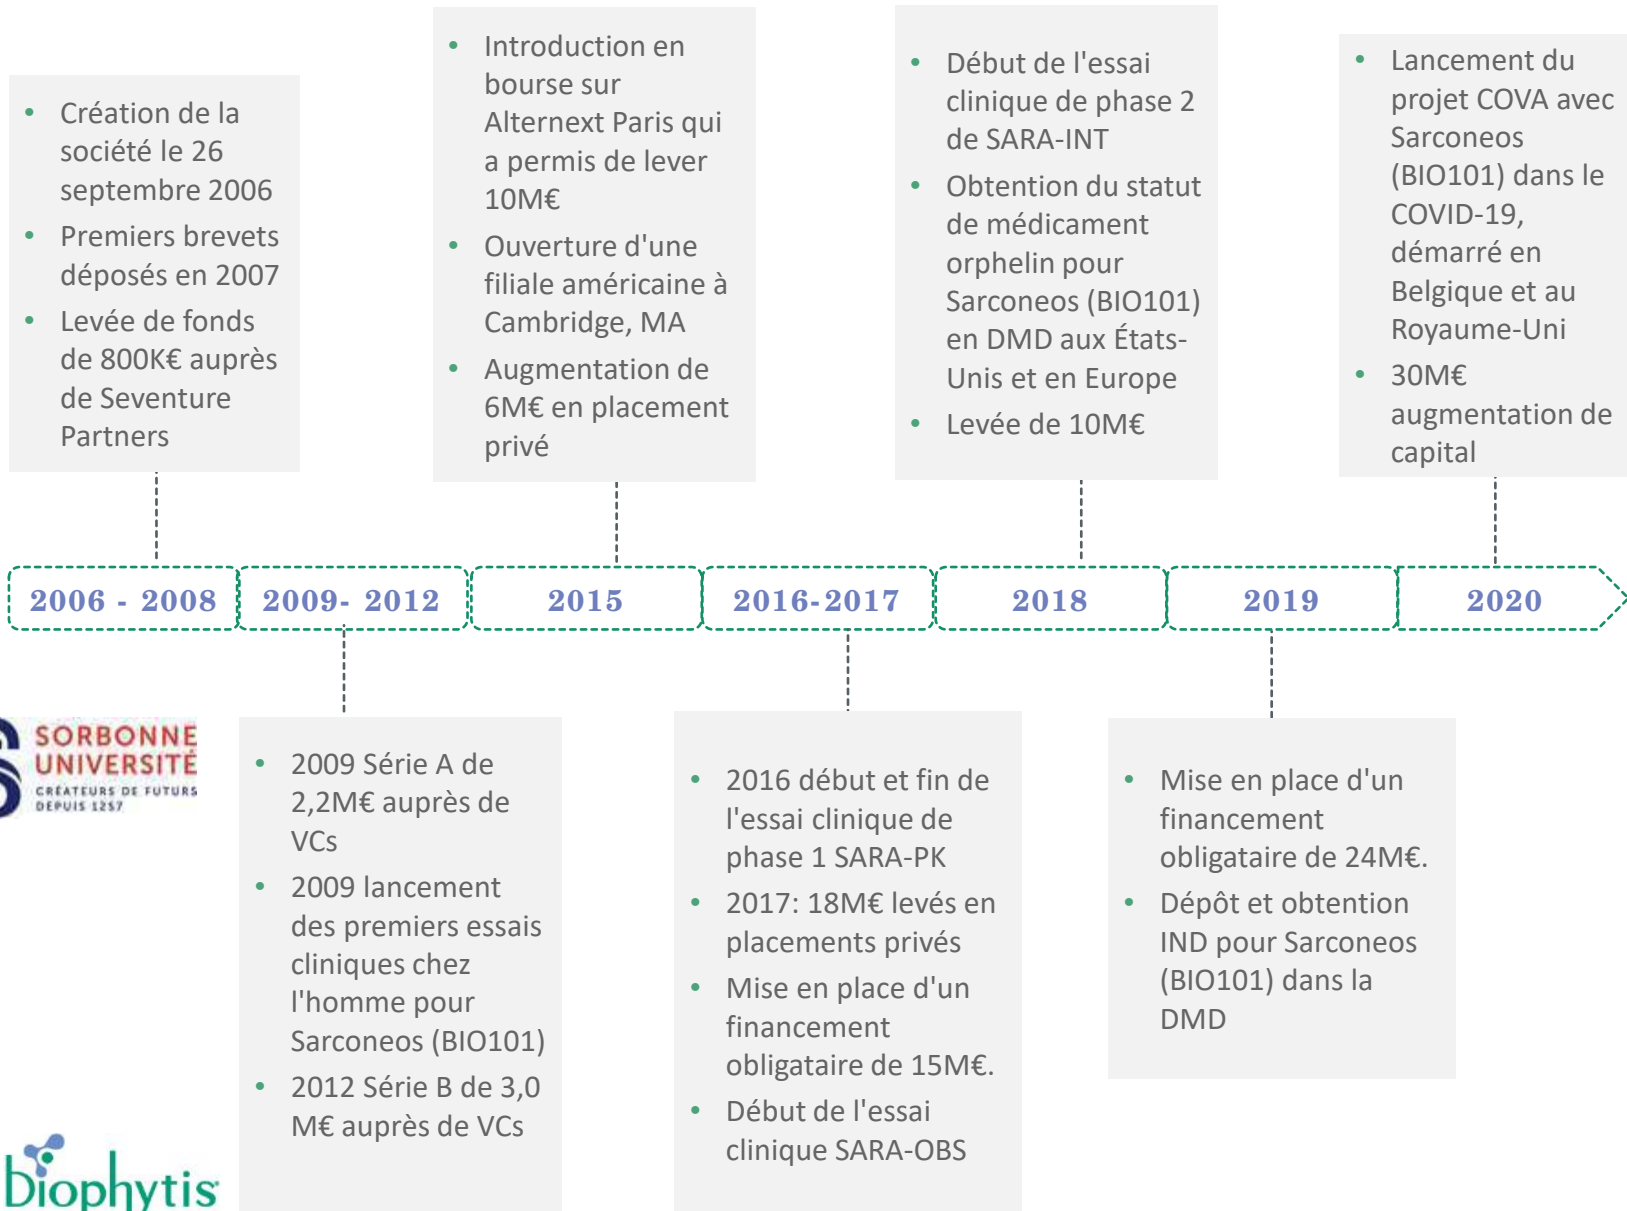 • Création de la
société le 26
septembre 2006
• Premiers brevets
déposés en 2007
• Levée de fonds
de 800K€ auprès
de Seventure
Partners
• Introduction en
bourse sur
Alternext Paris qui
a permis de lever
10M€
• Ouverture d'une
filiale américaine à
Cambridge, MA
• Augmentation de
6M€ en placement
privé
• Début de l'essai
clinique de phase 2
de SARA-INT
• Obtention du statut
de médicament
orphelin pour
Sarconeos (BIO101)
en DMD aux États-
Unis et en Europe
• Levée de 10M€
• Lancement du
projet COVA avec
Sarconeos
(BIO101) dans le
COVID-19,
démarré en
Belgique et au
Royaume-Uni
• 30M€
augmentation de
capital
2006 - 2008
2009- 2012
2015
2016-2017
2018
2019
2020
SORBONNE
UNIVERSITÉ
CRÉATEURS DE FUTURS
DEPUIS 1257
• 2009 Série A de
2,2M€ auprès de
VCs
• 2009 lancement
des premiers essais
cliniques chez
l'homme pour
Sarconeos (BIO101)
• 2012 Série B de 3,0
M€ auprès de VCs
• 2016 début et fin de
l'essai clinique de
phase 1 SARA-PK
• 2017: 18M€ levés en
placements privés
• Mise en place d'un
financement
obligataire de 15M€.
• Début de l'essai
clinique SARA-OBS
• Mise en place d'un
financement
obligataire de 24M€.
• Dépôt et obtention
IND pour Sarconeos
(BIO101) dans la
DMD
biophytis